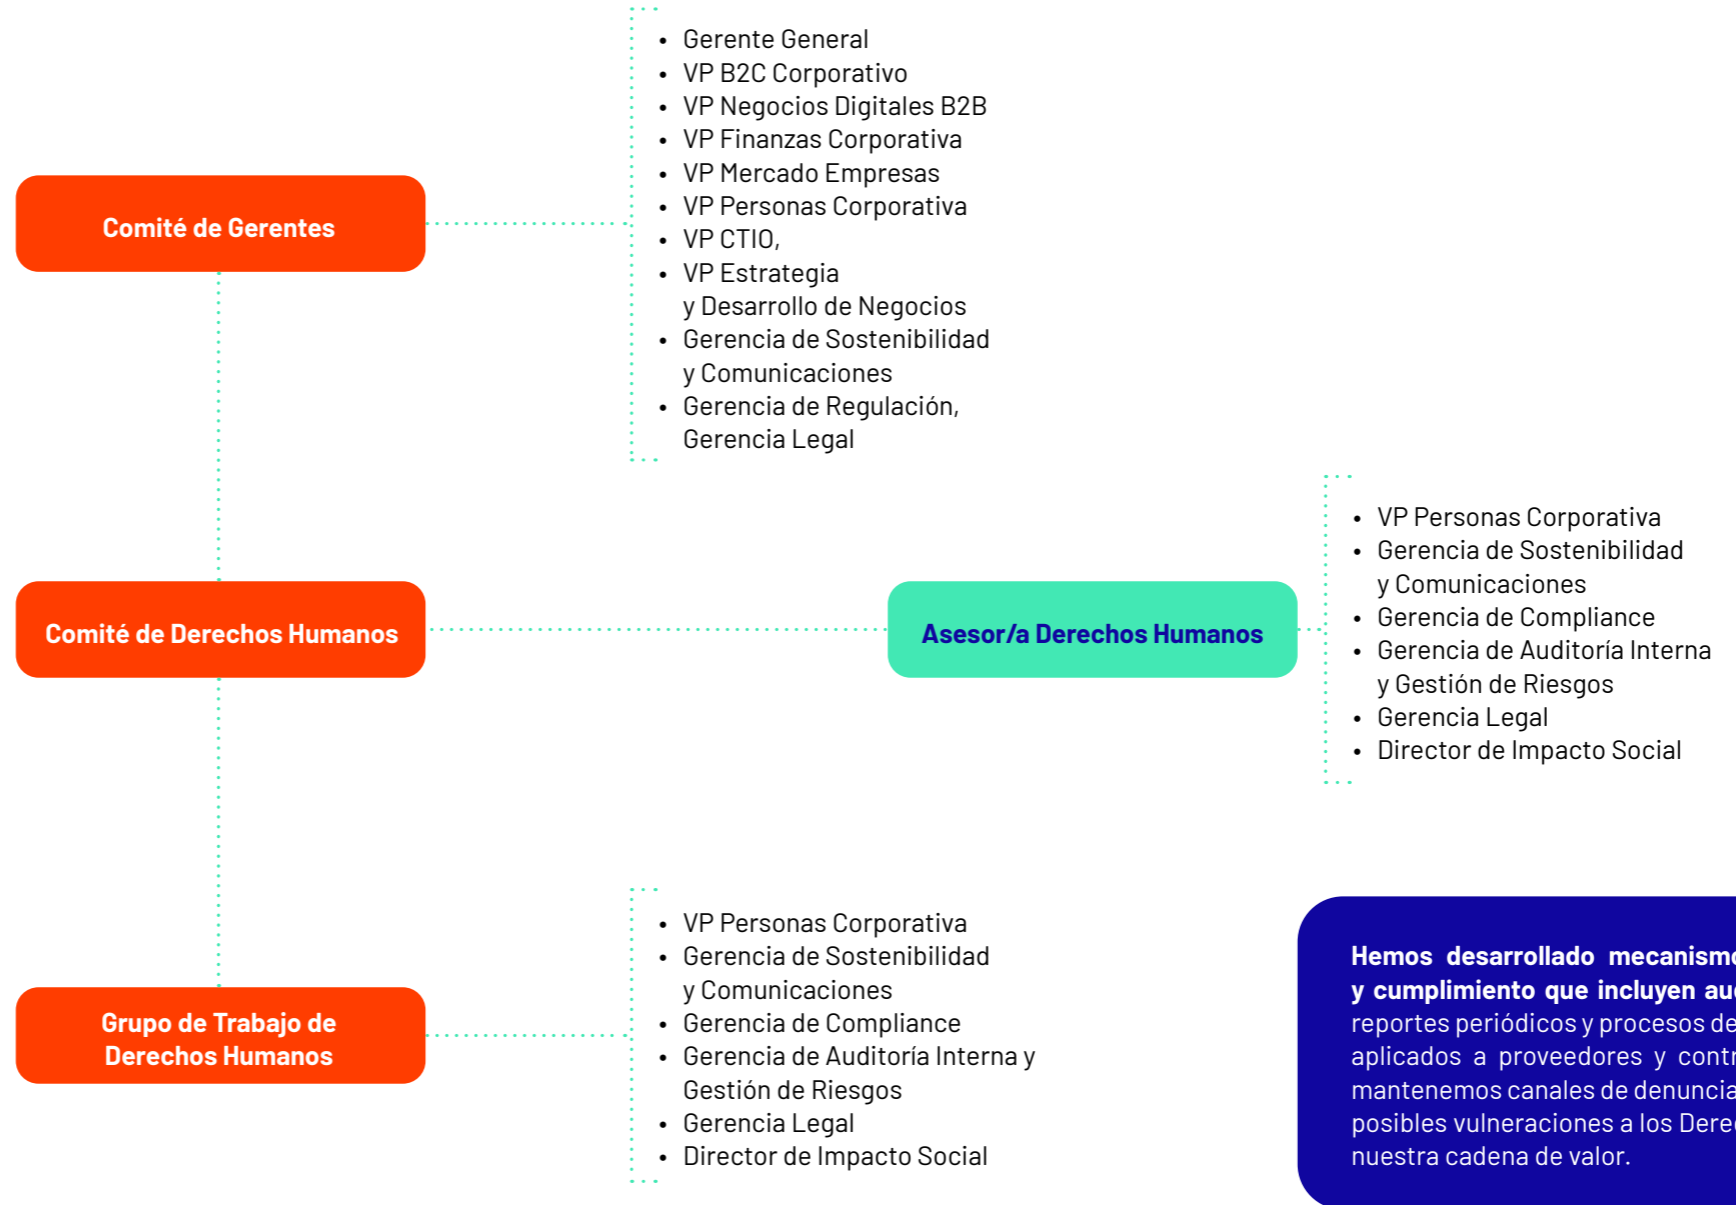 Comité de Gerentes
• Gerente General
• VP B2C Corporativo
• VP Negocios Digitales B2B
• VP Finanzas Corporativa
• VP Mercado Empresas
• VP Personas Corporativa
• VP CTIO,
• VP Estrategia
y Desarrollo de Negocios
• Gerencia de Sostenibilidad
y Comunicaciones
• Gerencia de Regulación,
Gerencia Legal
Comité de Derechos Humanos
Asesor/a Derechos Humanos
• VP Personas Corporativa
• Gerencia de Sostenibilidad
y Comunicaciones
• Gerencia de Compliance
• Gerencia de Auditoría Interna
y Gestión de Riesgos
• Gerencia Legal
• Director de Impacto Social
Grupo de Trabajo de
Derechos Humanos
• VP Personas Corporativa
• Gerencia de Sostenibilidad
y Comunicaciones
• Gerencia de Compliance
• Gerencia de Auditoría Interna y
Gestión de Riesgos
• Gerencia Legal
• Director de Impacto Social
Hemos desarrollado
y cumplimiento que incluyen
reportes periódicos y procesos de
aplicados a proveedores y
mantenemos canales de denuncia
posibles vulneraciones a los
nuestra cadena de valor.